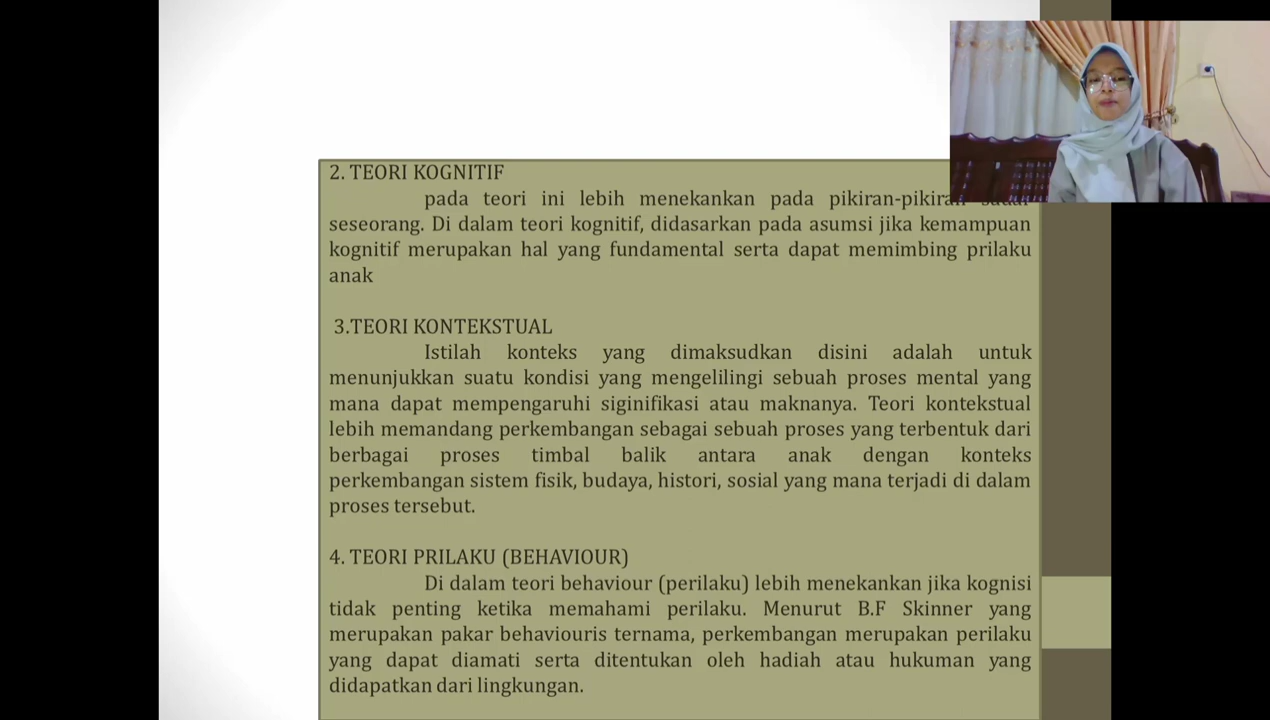 2. TEORI KOGNITIF
pada teori ini lebih menekankan pada pikiran-pikiran
seseorang. Di dalam teori kognitif, didasarkan pada asumsi jika kemampuan
kognitif merupakan hal yang fundamental serta dapat memimbing prilaku
anak
3.TEORI KONTEKSTUAL
Istilah konteks yang dimaksudkan disini adalah untuk
menunjukkan suatu kondisi yang mengelilingi sebuah proses mental yang
mana dapat mempengaruhi siginifikasi atau maknanya. Teori kontekstual
lebih memandang perkembangan sebagai sebuah proses yang terbentuk dari
berbagai proses timbal balik antara anak dengan konteks
perkembangan sistem fisik, budaya, histori, sosial yang mana terjadi di dalam
proses tersebut.
4. TEORI PRILAKU (BEHAVIOUR)
Di dalam teori behaviour (perilaku) lebih menekankan jika kognisi
tidak penting ketika memahami perilaku. Menurut B.F Skinner yang
merupakan pakar behaviouris ternama, perkembangan merupakan perilaku
yang dapat diamati serta ditentukan oleh hadiah atau hukuman yang
didapatkan dari lingkungan.